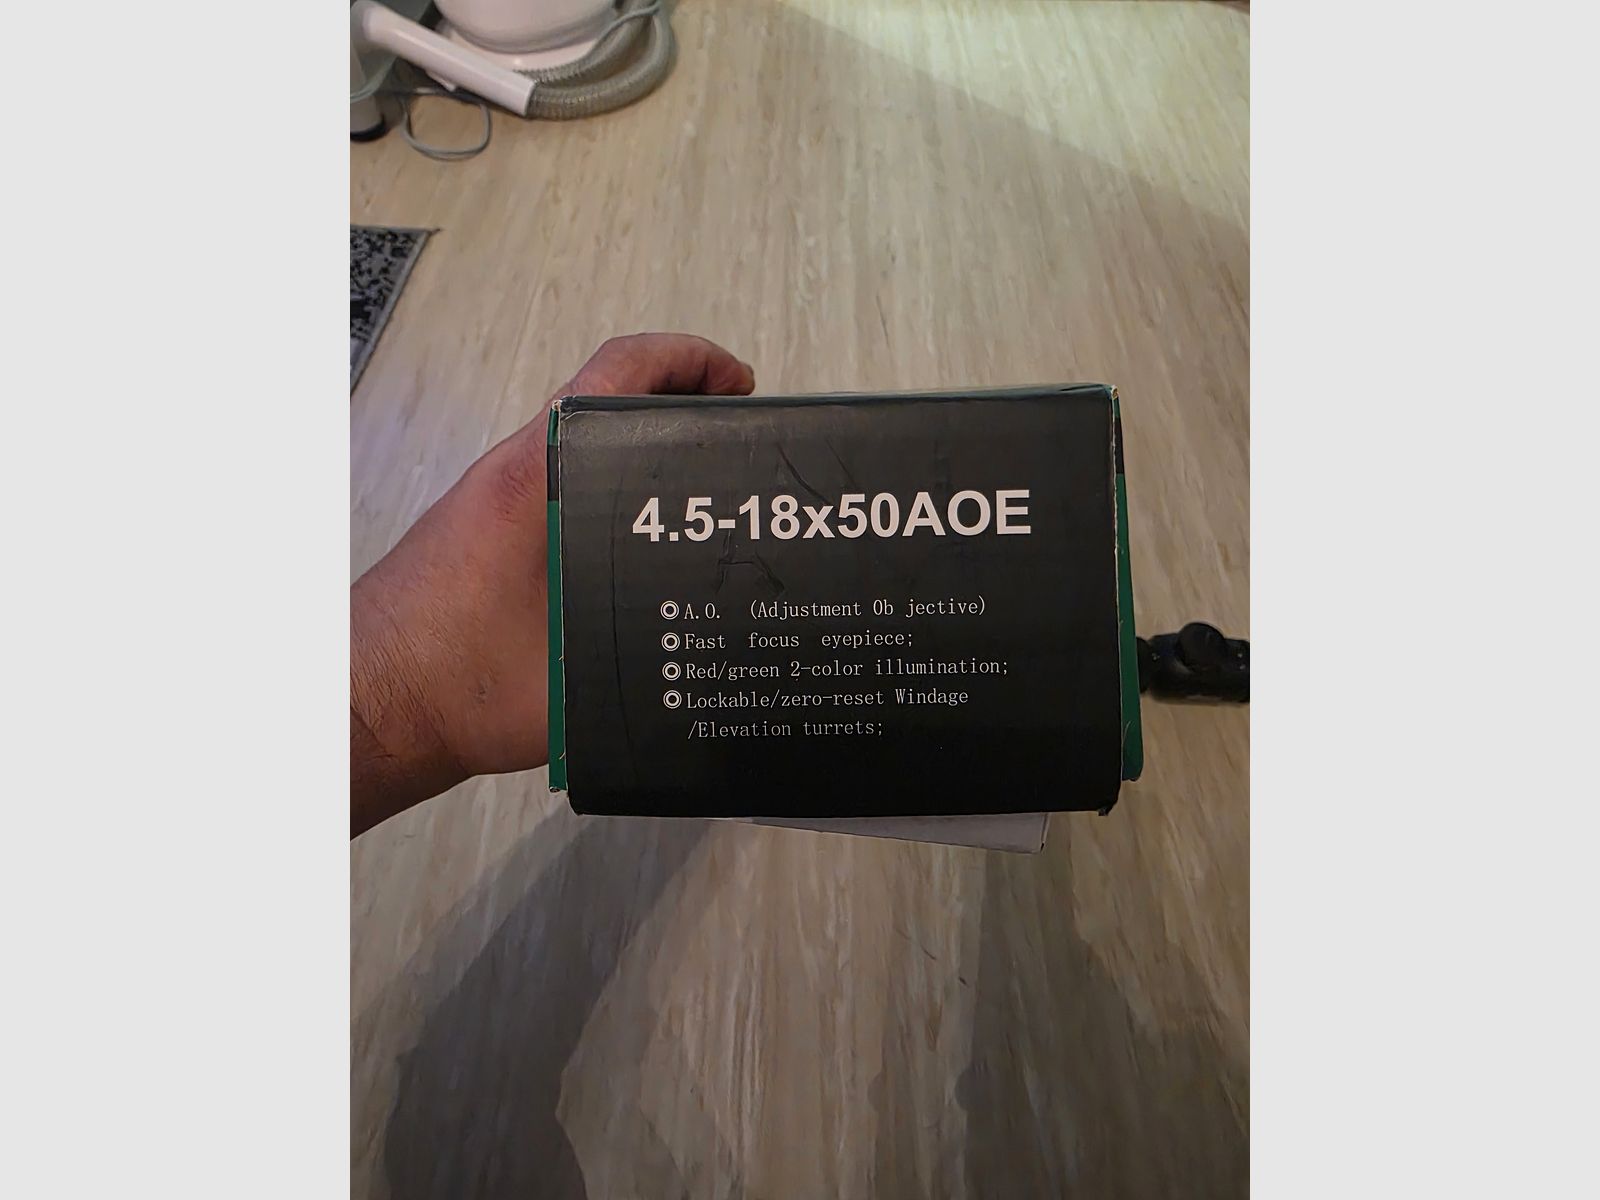 4.5-18x50AOE
◎A.O. (Adjustment Ob jective)
◎Fast focus eyepiece;
◎Red/green 2-color illumination;
◎Lockable/zero-reset Windage
/Elevation turrets;